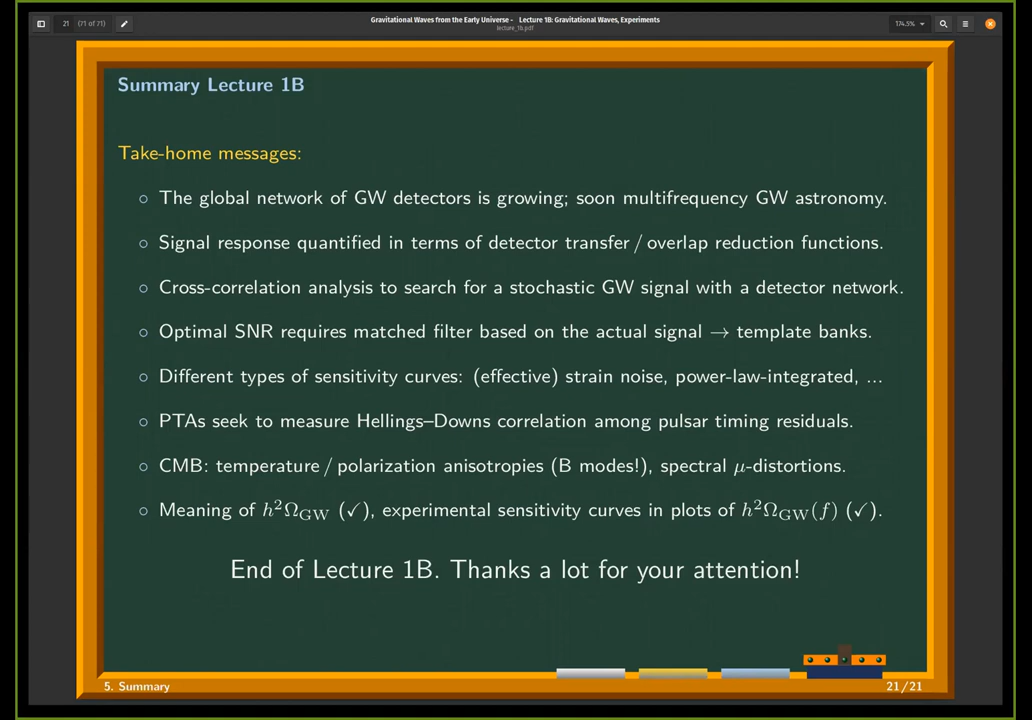 21 (71 of 71)
Gravitational Waves from the Early Universe - Lecture 1B: Gravitational Waves, Experiments
lecture_1b.pdf
174.5%
Summary Lecture 1B
Take-home messages:
○ The global network of GW detectors is growing; soon multifrequency GW astronomy.
○ Signal response quantified in terms of detector transfer / overlap reduction functions.
○ Cross-correlation analysis to search for a stochastic GW signal with a detector network.
○ Optimal SNR requires matched filter based on the actual signal → template banks.
○ Different types of sensitivity curves: (effective) strain noise, power-law-integrated, ...
○ PTAs seek to measure Hellings–Downs correlation among pulsar timing residuals.
○ CMB: temperature / polarization anisotropies (B modes!), spectral μ-distortions.
○ Meaning of h²Ω_GW (✓), experimental sensitivity curves in plots of h²Ω_GW(f) (✓).
End of Lecture 1B. Thanks a lot for your attention!
5. Summary
21/21